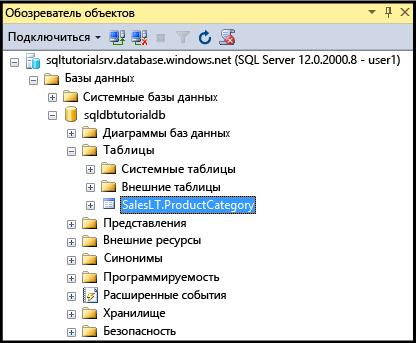 Обозреватель объектов
Подключиться
sqltutorialsrv.database.windows.net (SQL Server 12.0.2000.8 - user1)
Базы данных
Системные базы данных
sqldbtutorialdb
Диаграммы баз данных
Таблицы
Системные таблицы
Внешние таблицы
SalesLT.ProductCategory
Представления
Внешние ресурсы
Синонимы
Программируемость
Расширенные события
Хранилище
Безопасность